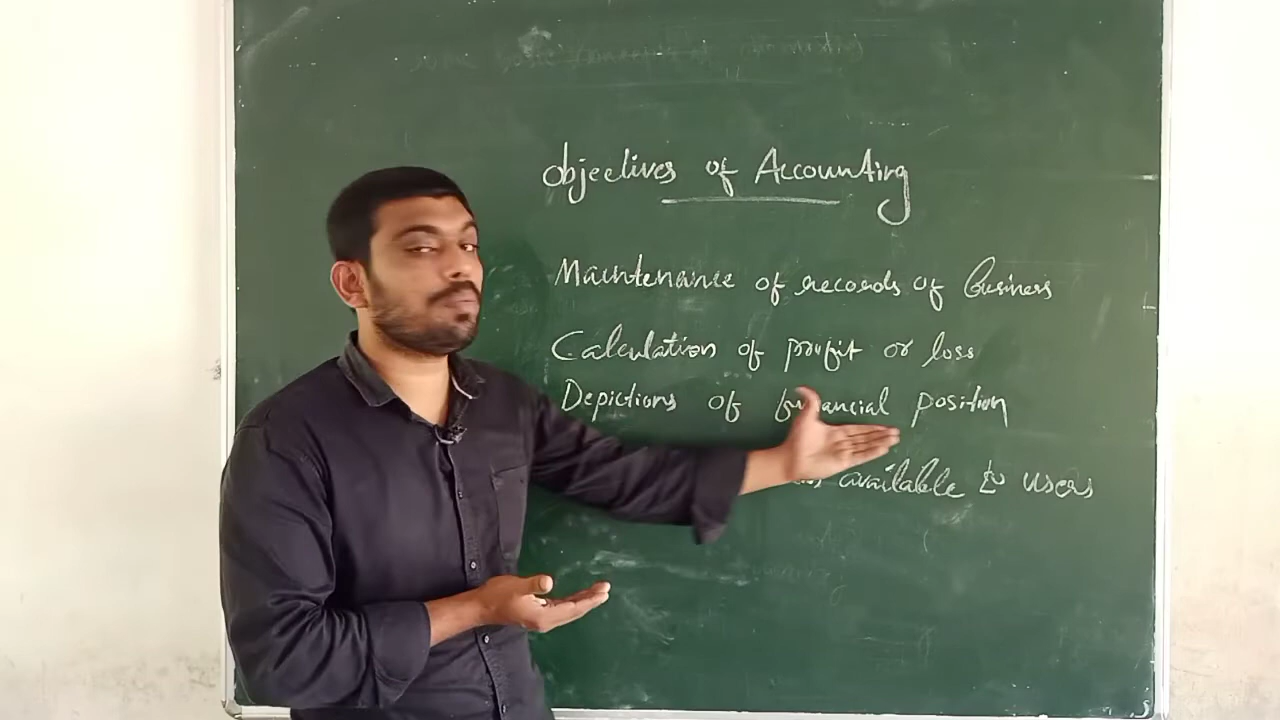 Objectives of Accounting
Maintenance of records of business
Calculation of profit or loss
Depictions of financial position
available to users